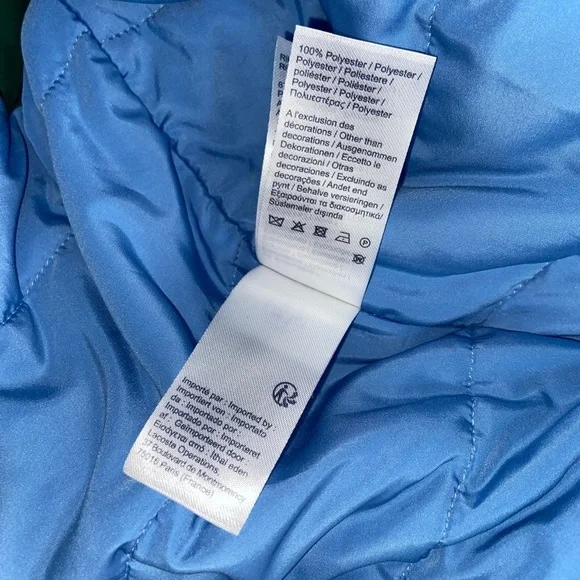 100% Polyester / Polyester /
Polyester / Poliestere /
poliéster / Poliéster /
Polyester / Polyester /
Πολυεστέρας / Polyester
A l'exclusion des
décorations / Other than
décorations / Ausgenommen
Dekorationen / Eccetto le
decorazioni / Otras
decoraciones / Excluindo as
decorações / Andet end
pynt / Behalve versieringen /
Εξαιρούνται τα διακοσμητικά/
Süslemeler dışında
Importé par : Imported by :
Importiert von : Importato
da : Importado por :
Importado por : Importeret
af : Geïmporteerd door :
Εισάγεται από : Ithal eden
Lacoste Operations,
37 Boulevard de Montmorency
75016 Paris (France)